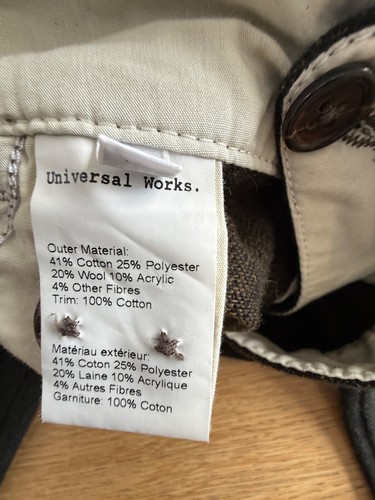 Universal Works.
Outer Material:
41% Cotton 25% Polyester
20% Wool 10% Acrylic
4% Other Fibres
Trim: 100% Cotton
Matériau extérieur:
41% Coton 25% Polyester
20% Laine 10% Acrylique
4% Autres Fibres
Garniture: 100% Coton